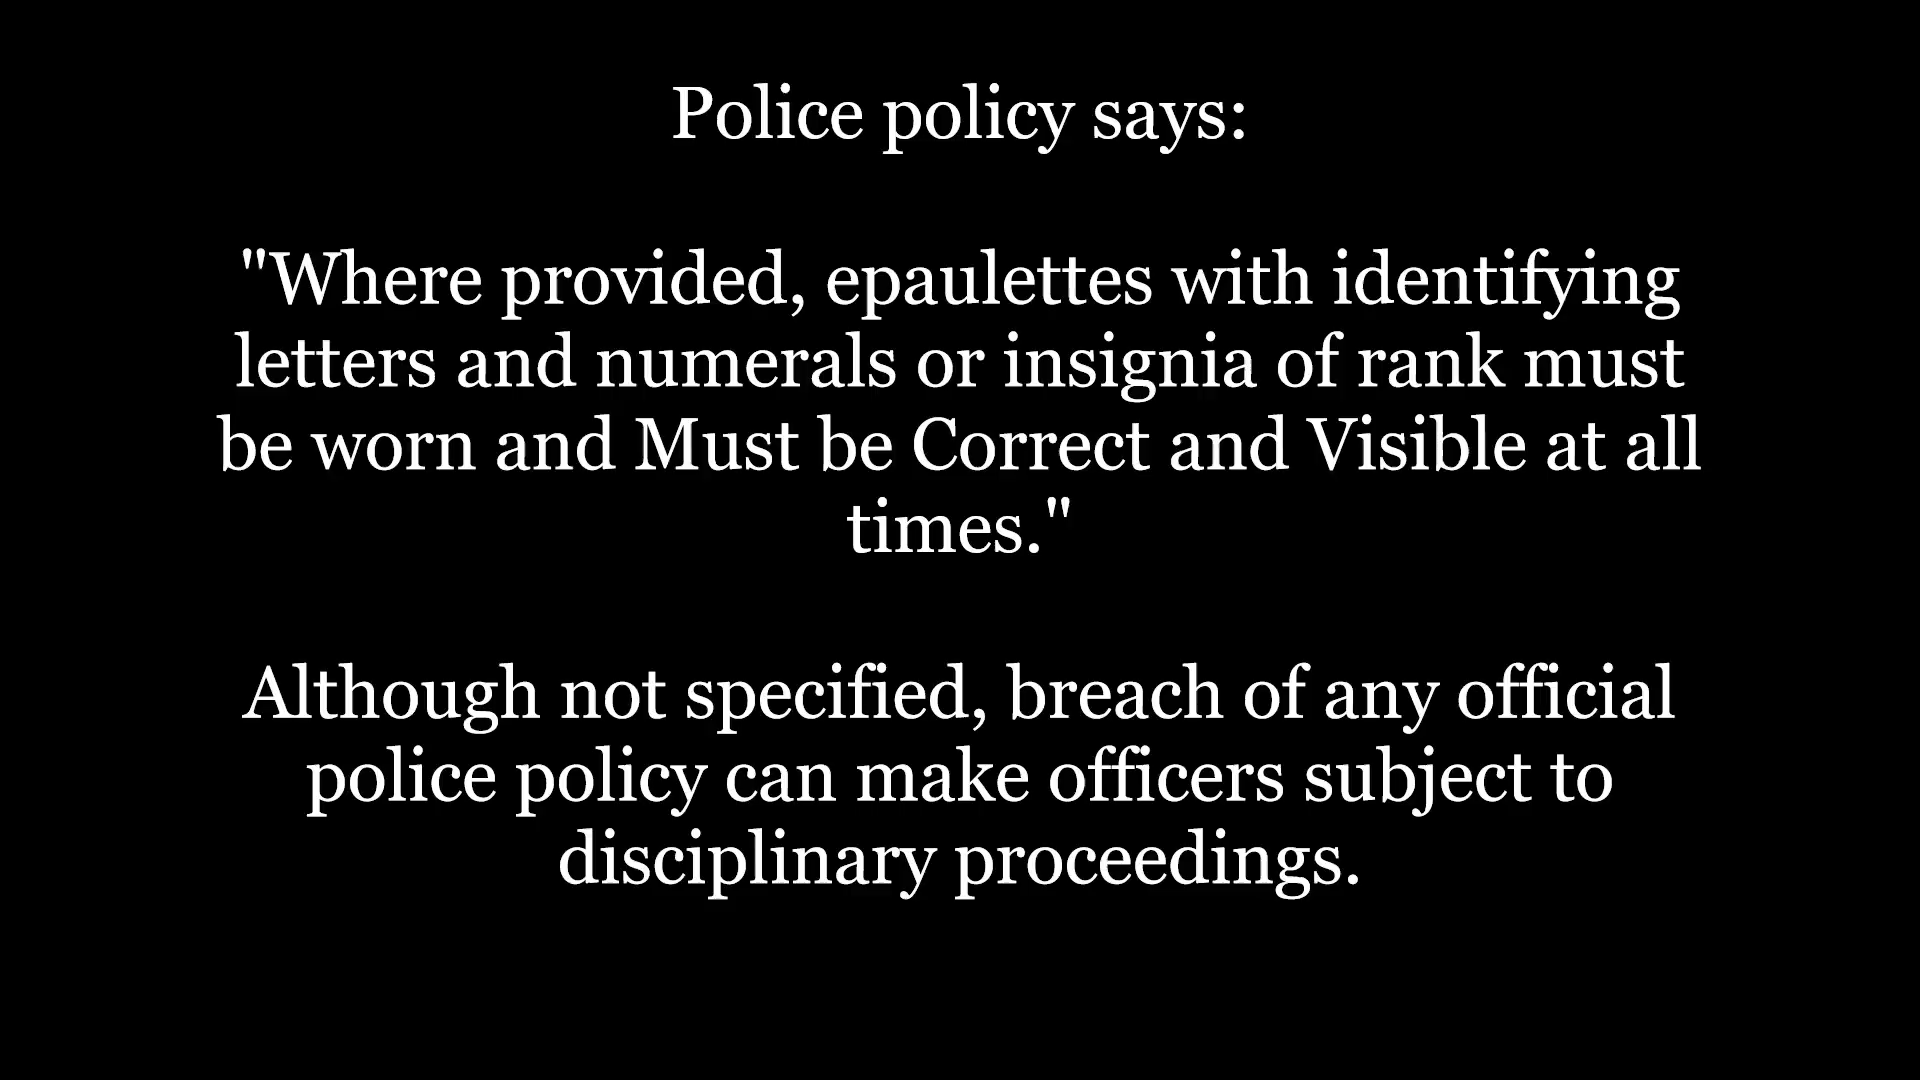 Police policy says:
"Where provided, epaulettes with identifying
letters and numerals or insignia of rank must
be worn and Must be Correct and Visible at all
times."
Although not specified, breach of any official
police policy can make officers subject to
disciplinary proceedings.